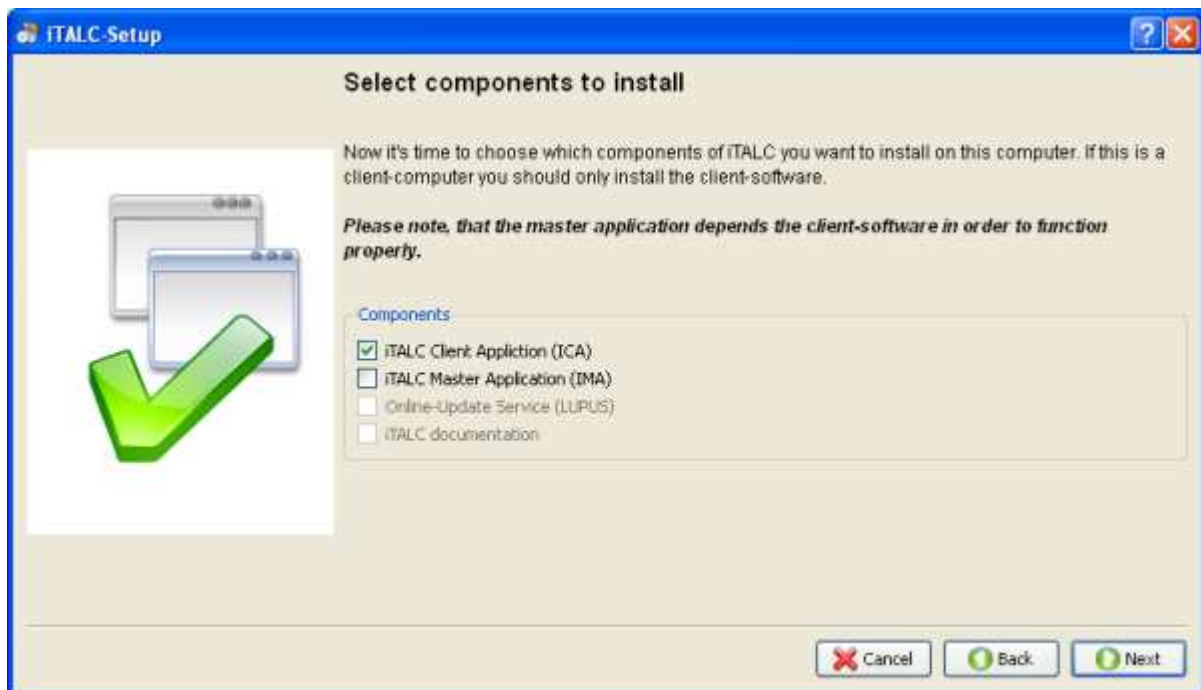 iTALC-Setup
Select components to install
Now it's time to choose which components of iTALC you want to install on this computer. If this is a
client-computer you should only install the client-software.
Please note, that the master application depends the client-software in order to function
properly.
Components
iTALC Client Appliction (ICA)
iTALC Master Application (IMA)
Online-Update Service (LUPUS)
iTALC documentation
Cancel
Back
Next